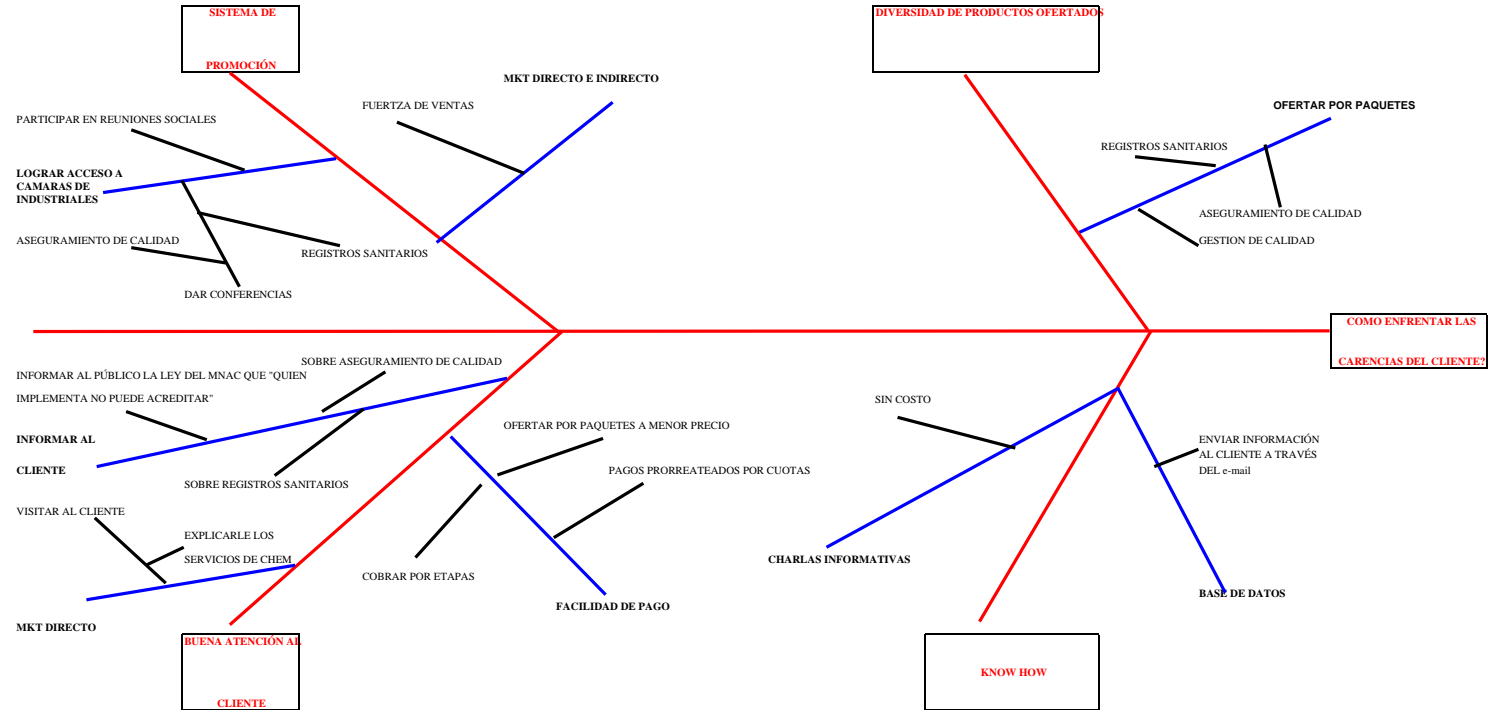 SISTEMA DE
PROMOCIÓN
DIVERSIDAD DE PRODUCTOS OFERTADOS
MKT DIRECTO E INDIRECTO
FUERTZA DE VENTAS
PARTICIPAR EN REUNIONES SOCIALES
LOGRAR ACCESO A
CAMARAS DE
INDUSTRIALES
ASEGURAMIENTO DE CALIDAD
REGISTROS SANITARIOS
DAR CONFERENCIAS
OFERTAR POR PAQUETES
REGISTROS SANITARIOS
ASEGURAMIENTO DE CALIDAD
GESTION DE CALIDAD
COMO ENFRENTAR LAS
CARENCIAS DEL CLIENTE?
SOBRE ASEGURAMIENTO DE CALIDAD
INFORMAR AL PÚBLICO LA LEY DEL MNAC QUE "QUIEN
IMPLEMENTA NO PUEDE ACREDITAR"
INFORMAR AL
CLIENTE
SOBRE REGISTROS SANITARIOS
VISITAR AL CLIENTE
EXPLICARLE LOS
SERVICIOS DE CHEM
MKT DIRECTO
OFERTAR POR PAQUETES A MENOR PRECIO
PAGOS PRORREATEADOS POR CUOTAS
COBRAR POR ETAPAS
FACILIDAD DE PAGO
BUENA ATENCIÓN AL
CLIENTE
SIN COSTO
CHARLAS INFORMATIVAS
ENVIAR INFORMACIÓN
AL CLIENTE A TRAVÉS
DEL e-mail
BASE DE DATOS
KNOW HOW